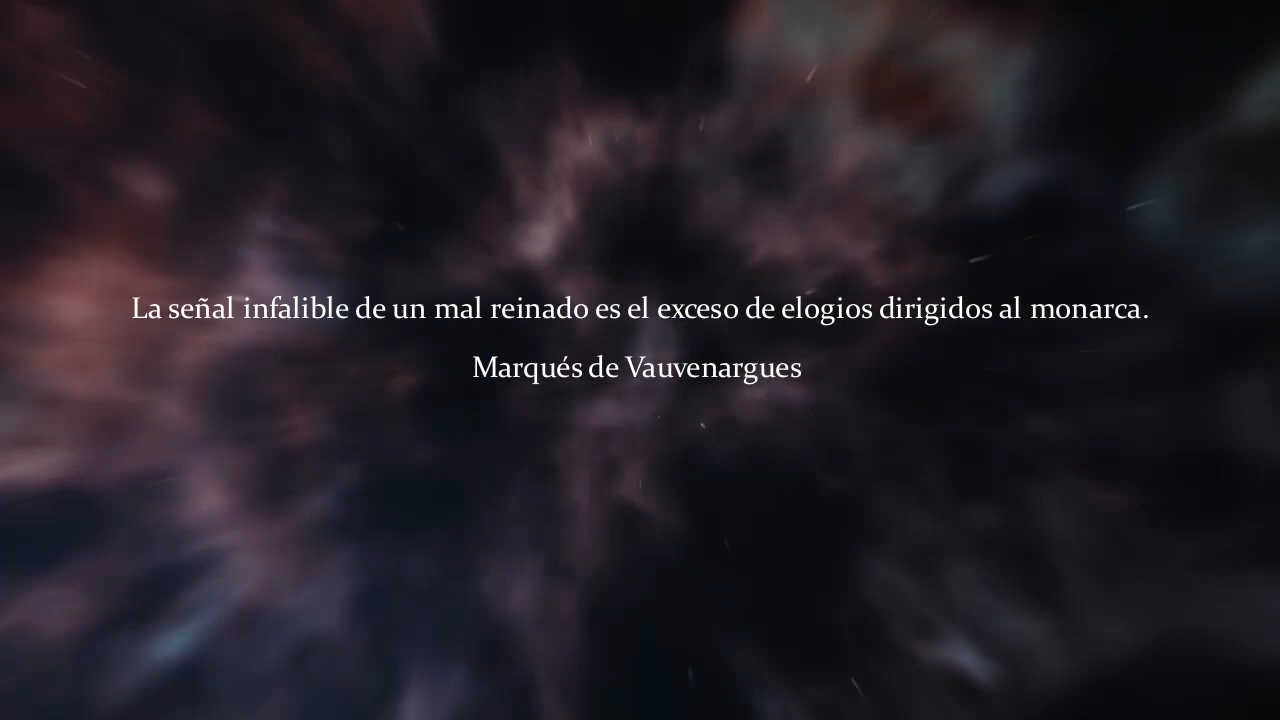 La señal infalible de un mal reinado es el exceso de elogios dirigidos al monarca.
Marqués de Vauvenargues